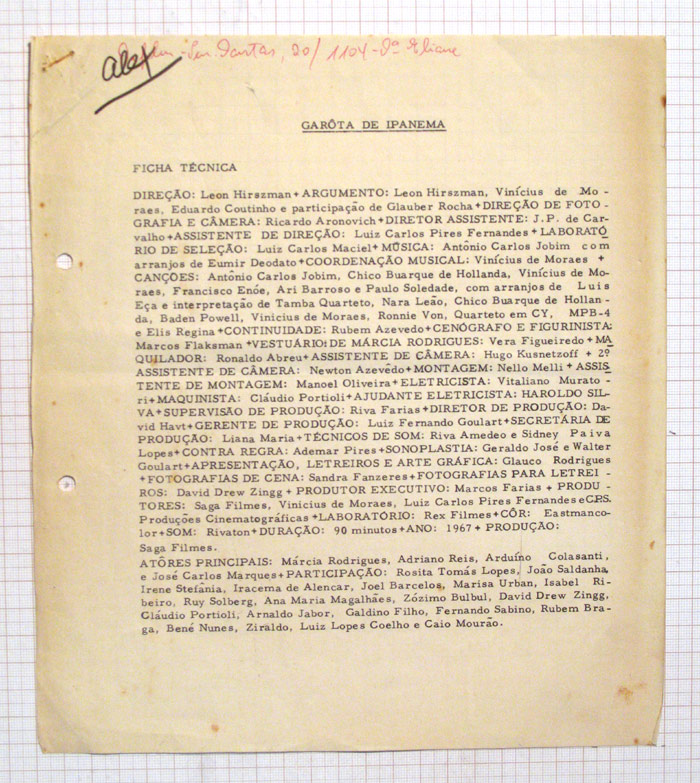 Dantas, 20/1104 - Dª Eliane
alex
GARÔTA DE IPANEMA
FICHA TÉCNICA
DIREÇÃO: Leon Hirszman + ARGUMENTO: Leon Hirszman, Vinícius de Mo -
raes, Eduardo Coutinho e participação de Glauber Rocha + DIREÇÃO DE FOTO-
GRAFIA E CÂMERA: Ricardo Aronovich + DIRETOR ASSISTENTE: J.P. de Car-
valho + ASSISTENTE DE DIREÇÃO: Luiz Carlos Pires Fernandes + LABORATÓ
RIO DE SELEÇÃO: Luiz Carlos Maciel + MÚSICA: Antônio Carlos Jobim com
arranjos de Eumir Deodato + COORDENAÇÃO MUSICAL: Vinícius de Moraes +
CANÇÕES: Antônio Carlos Jobim, Chico Buarque de Hollanda, Vinícius de Mo-
raes, Francisco Enóe, Ari Barroso e Paulo Soledade, com arranjos de Luis
Eça e interpretação de Tamba Quarteto, Nara Leão, Chico Buarque de Hollan-
da, Baden Powell, Vinicius de Moraes, Ronnie Von, Quarteto em CY, MPB-4
e Elis Regina + CONTINUIDADE: Rubem Azevedo + CENÓGRAFO E FIGURINISTA:
Marcos Flaksman + VESTUÁRIO: DE MÁRCIA RODRIGUES: Vera Figueiredo + MA
QUILADOR: Ronaldo Abreu + ASSISTENTE DE CÂMERA: Hugo Kusnetzoff + 2º
ASSISTENTE DE CÂMERA: Newton Azevêdo + MONTAGEM: Nello Melli + ASSIS
TENTE DE MONTAGEM: Manoel Oliveira + ELETRICISTA: Vitaliano Murato -
ri + MAQUINISTA: Cláudio Portioli + AJUDANTE ELETRICISTA: HAROLDO SIL-
VA + SUPERVISÃO DE PRODUÇÃO: Riva Farias + DIRETOR DE PRODUÇÃO: Da-
vid Havt + GERENTE DE PRODUÇÃO: Luiz Fernando Goulart + SECRETÁRIA DE
PRODUÇÃO: Liana Maria + TÉCNICOS DE SOM: Riva Amedeo e Sidney Paiva
Lopes + CONTRA REGRA: Ademar Pires + SONOPLASTIA: Geraldo José e Walter
Goulart + APRESENTAÇÃO, LETREIROS E ARTE GRÁFICA: Glauco Rodrigues
+ FOTOGRAFIAS DE CENA: Sandra Fanzeres + FOTOGRAFIAS PARA LETREI -
ROS: David Drew Zingg + PRODUTOR EXECUTIVO: Marcos Farias + PRODU -
TORES: Saga Filmes, Vinicius de Moraes, Luiz Carlos Pires Fernandes e C.P.S.
Produções Cinematográficas + LABORATÓRIO: Rex Filmes + CÔR: Eastmanco-
lor + SOM: Rivaton + DURAÇÃO: 90 minutos + ANO: 1967 + PRODUÇÃO:
Saga Filmes.
ATÔRES PRINCIPAIS: Márcia Rodrigues, Adriano Reis, Arduíno Colasanti,
e José Carlos Marques + PARTICIPAÇÃO: Rosita Tomás Lopes, João Saldanha,
Irene Stefânia, Iracema de Alencar, Joel Barcelos, Marisa Urban, Isabel Ri-
beiro, Ruy Solberg, Ana Maria Magalhães, Zózimo Bulbul, David Drew Zingg,
Cláudio Portioli, Arnaldo Jabor, Galdino Filho, Fernando Sabino, Rubem Bra-
ga, Bené Nunes, Ziraldo, Luiz Lopes Coelho e Caio Mourão.